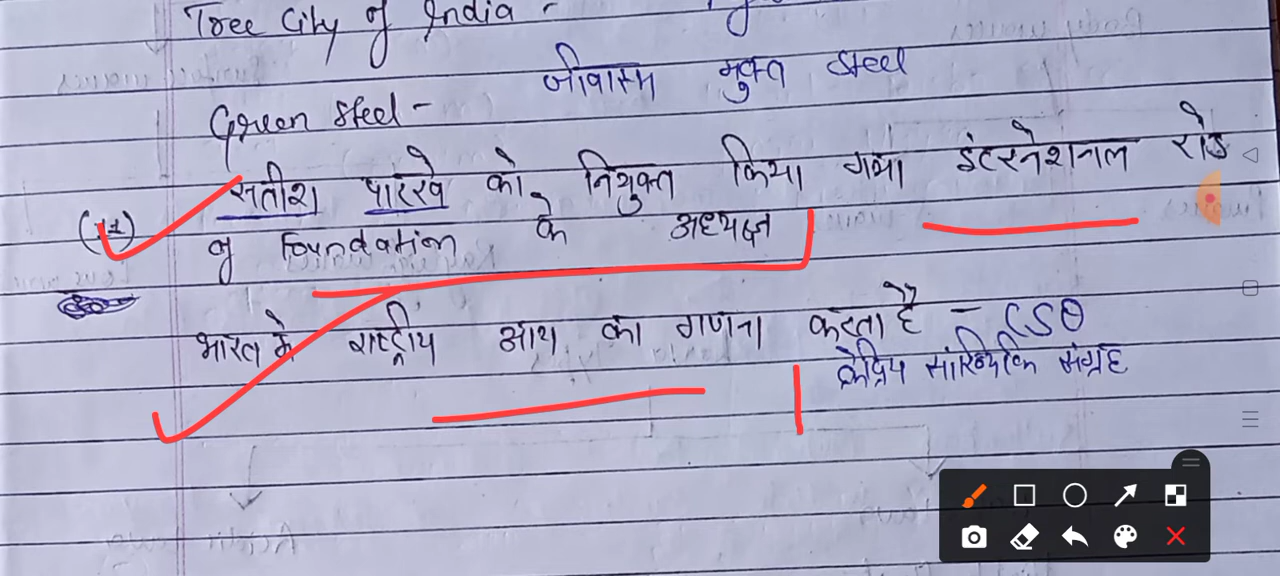 Tree City of India -
जीवाश्म मुक्त Steel
Green Steel -
सतीश पारखे को नियुक्त किया गया इंटरनेशनल रोड
of Foundation के अध्यक्ष
भारत में राष्ट्रीय आय का गणना करता है - CSO
केंद्रिय सांख्यिकि संग्रह